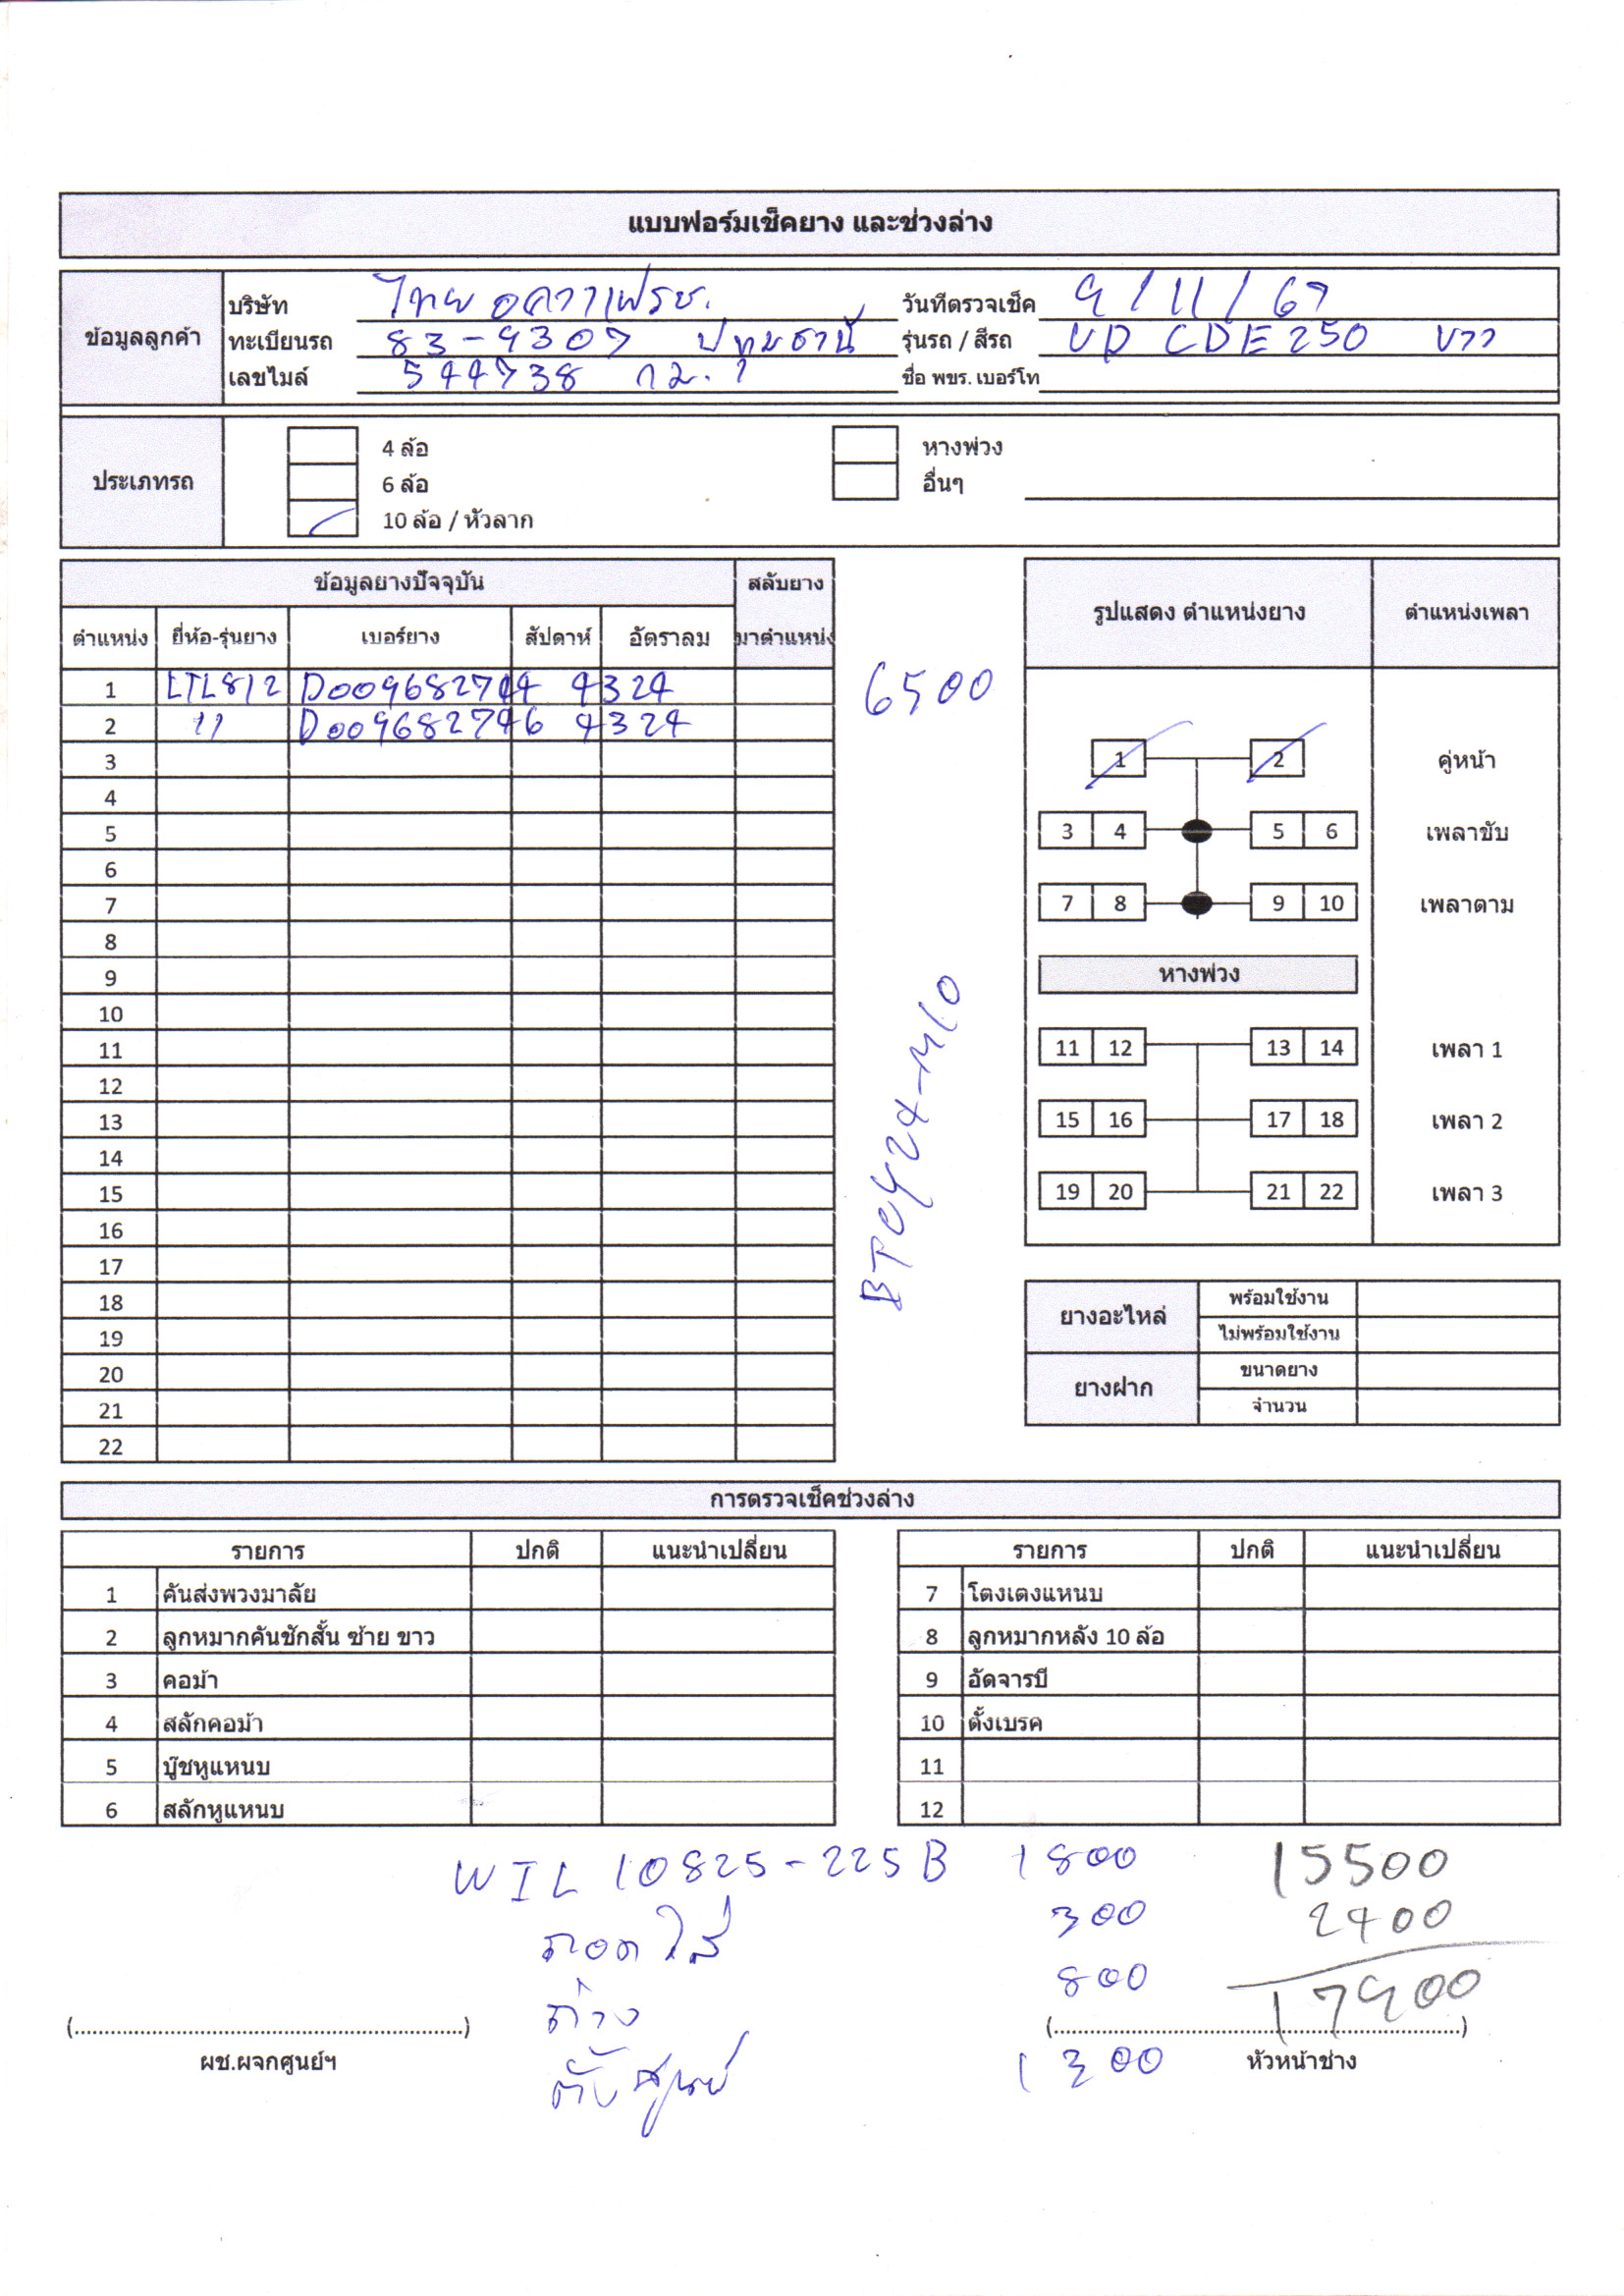 แบบฟอร์มเช็คยาง และช่วงล่าง
ข้อมูลลูกค้า
บริษัท ไทยอควาเฟรช. วันที่ตรวจเช็ค 9/11/67
ทะเบียนรถ 83-9307 ปทุมธานี รุ่นรถ / สีรถ UD CDE250 ขาว
เลขไมล์ 544738 กม. ชื่อ พขร. เบอร์โท
ประเภทรถ
4 ล้อ หางพ่วง
6 ล้อ อื่นๆ
10 ล้อ / หัวลาก
ข้อมูลยางปัจจุบัน สลับยาง
ตำแหน่ง ยี่ห้อ-รุ่นยาง เบอร์ยาง สัปดาห์ อัตราลม มาตำแหน่ง
1 LTL812 D009682744 4324
2 11 D009682746 4324
3
4
5
6
7
8
9
10
11
12
13
14
15
16
17
18
19
20
21
22
6500
BT0424-M10
รูปแสดง ตำแหน่งยาง ตำแหน่งเพลา
1 2 คู่หน้า
3 4 5 6 เพลาขับ
7 8 9 10 เพลาตาม
หางพ่วง
11 12 13 14 เพลา 1
15 16 17 18 เพลา 2
19 20 21 22 เพลา 3
ยางอะไหล่ พร้อมใช้งาน
ไม่พร้อมใช้งาน
ยางฝาก ขนาดยาง
จำนวน
การตรวจเช็คช่วงล่าง
รายการ ปกติ แนะนำเปลี่ยน รายการ ปกติ แนะนำเปลี่ยน
1 คันส่งพวงมาลัย 7 โตงเตงแหนบ
2 ลูกหมากคันชักสั้น ซ้าย ขาว 8 ลูกหมากหลัง 10 ล้อ
3 คอม้า 9 อัดจารบี
4 สลักคอม้า 10 ตั้งเบรค
5 บู๊ชหูแหนบ 11
6 สลักหูแหนบ 12
WIL 10825-225B 1800 15500
ถอดใส่ 300 2400
ถ่วง 800 17900
(..........) (..........)
ผช.ผจกศูนย์ฯ ตั้งศูนย์ 1300 หัวหน้าช่าง